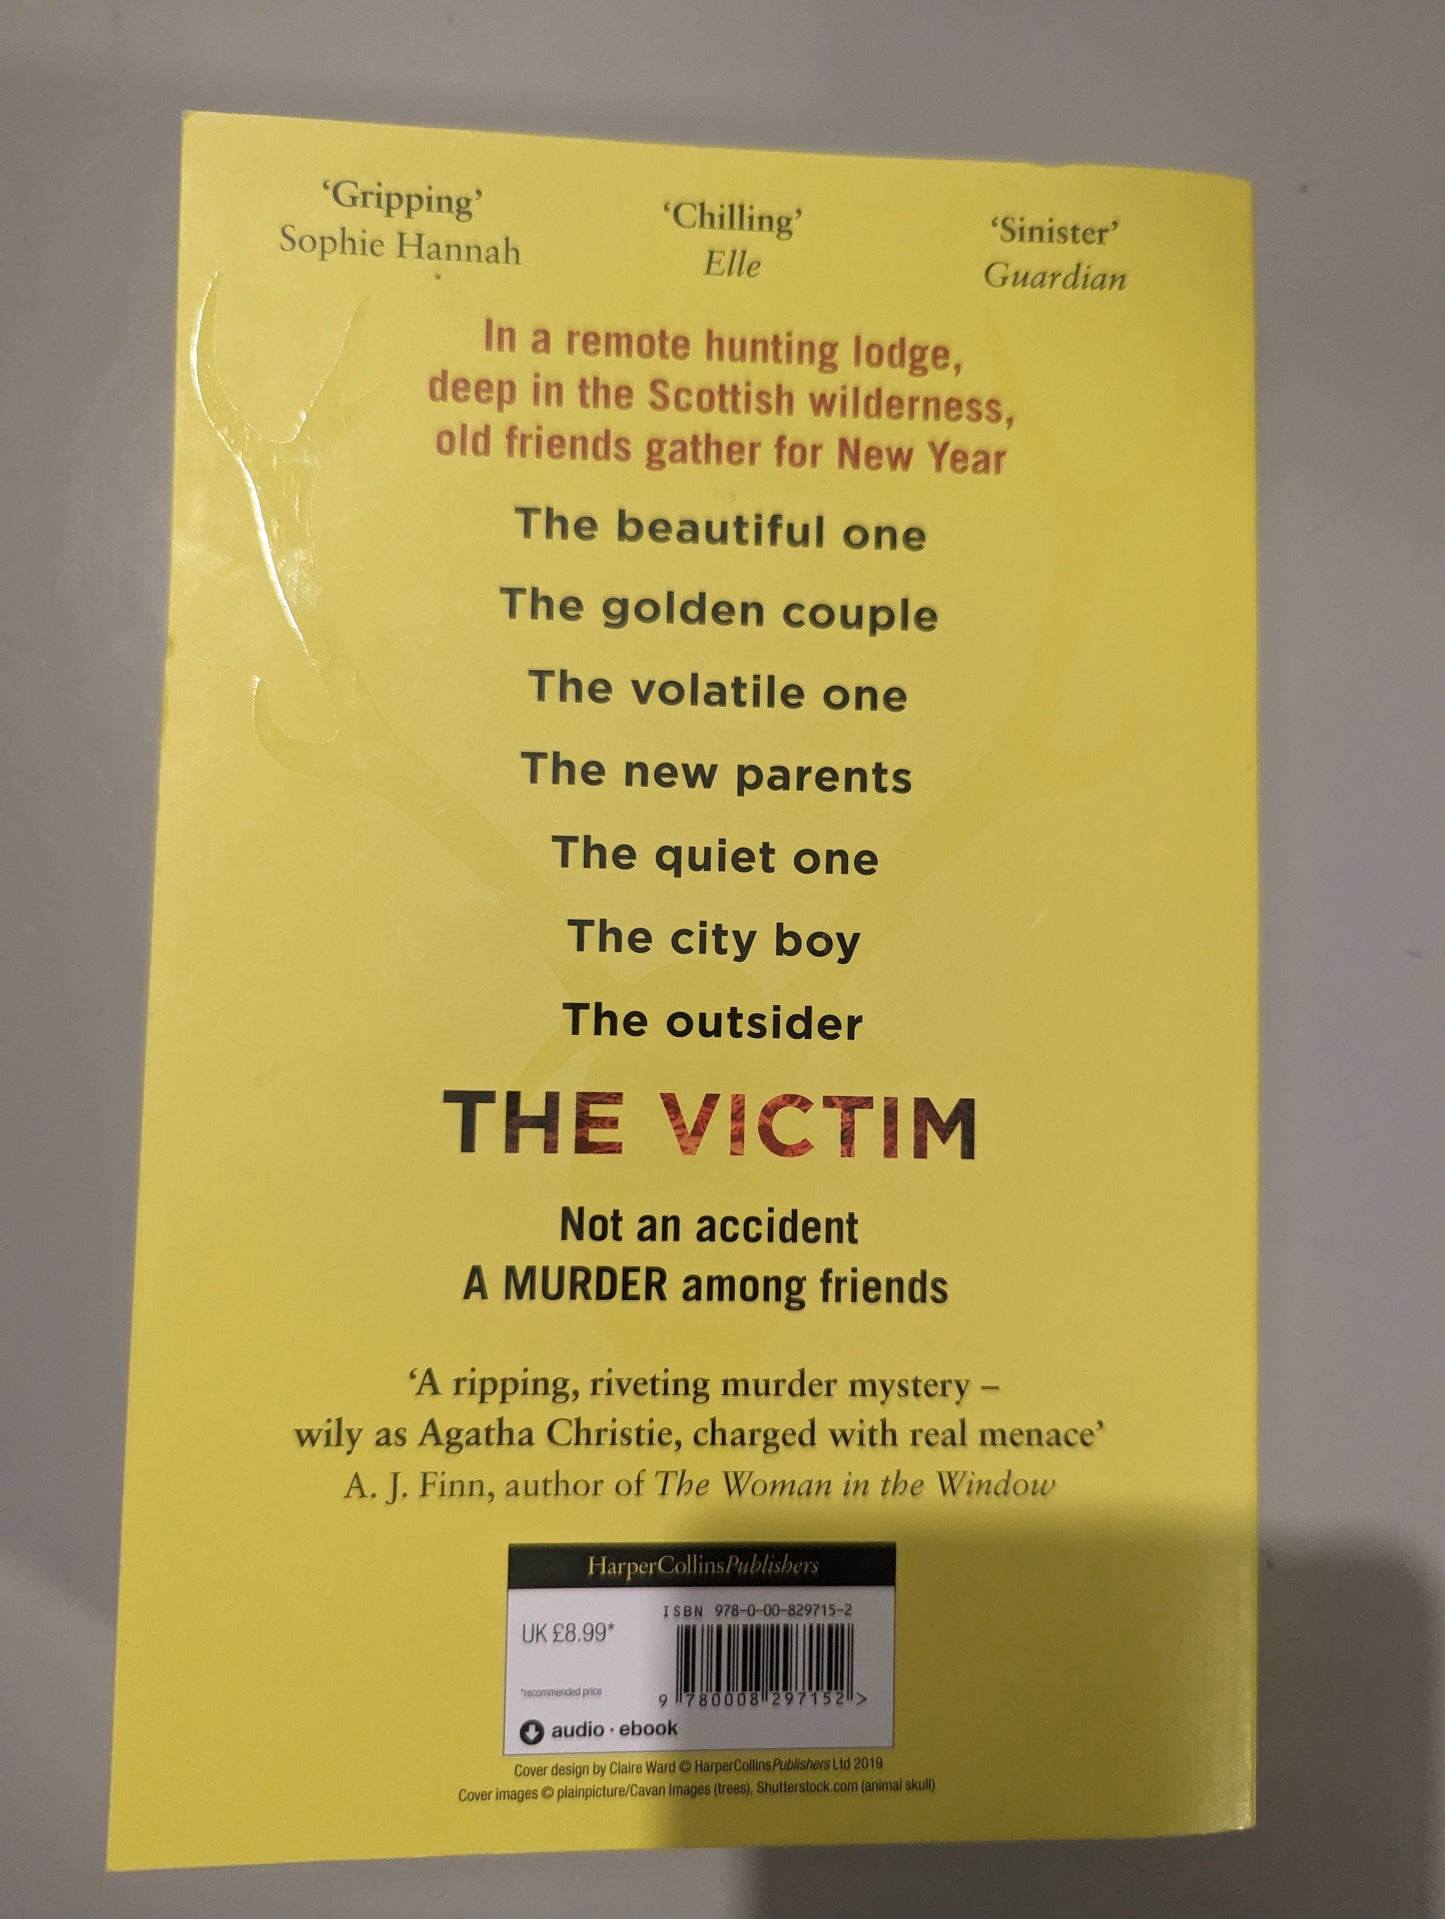 ‘Gripping’
Sophie Hannah
‘Chilling’
Elle
‘Sinister’
Guardian
In a remote hunting lodge,
deep in the Scottish wilderness,
old friends gather for New Year
The beautiful one
The golden couple
The volatile one
The new parents
The quiet one
The city boy
The outsider
THE VICTIM
Not an accident
A MURDER among friends
‘A ripping, riveting murder mystery –
wily as Agatha Christie, charged with real menace’
A. J. Finn, author of The Woman in the Window
HarperCollinsPublishers
ISBN 978-0-00-829715-2
UK £8.99*
*recommended price
9 780008 297152 >
audio · ebook
Cover design by Claire Ward © HarperCollinsPublishers Ltd 2019
Cover images © plainpicture/Cavan Images (trees), Shutterstock.com (animal skull)